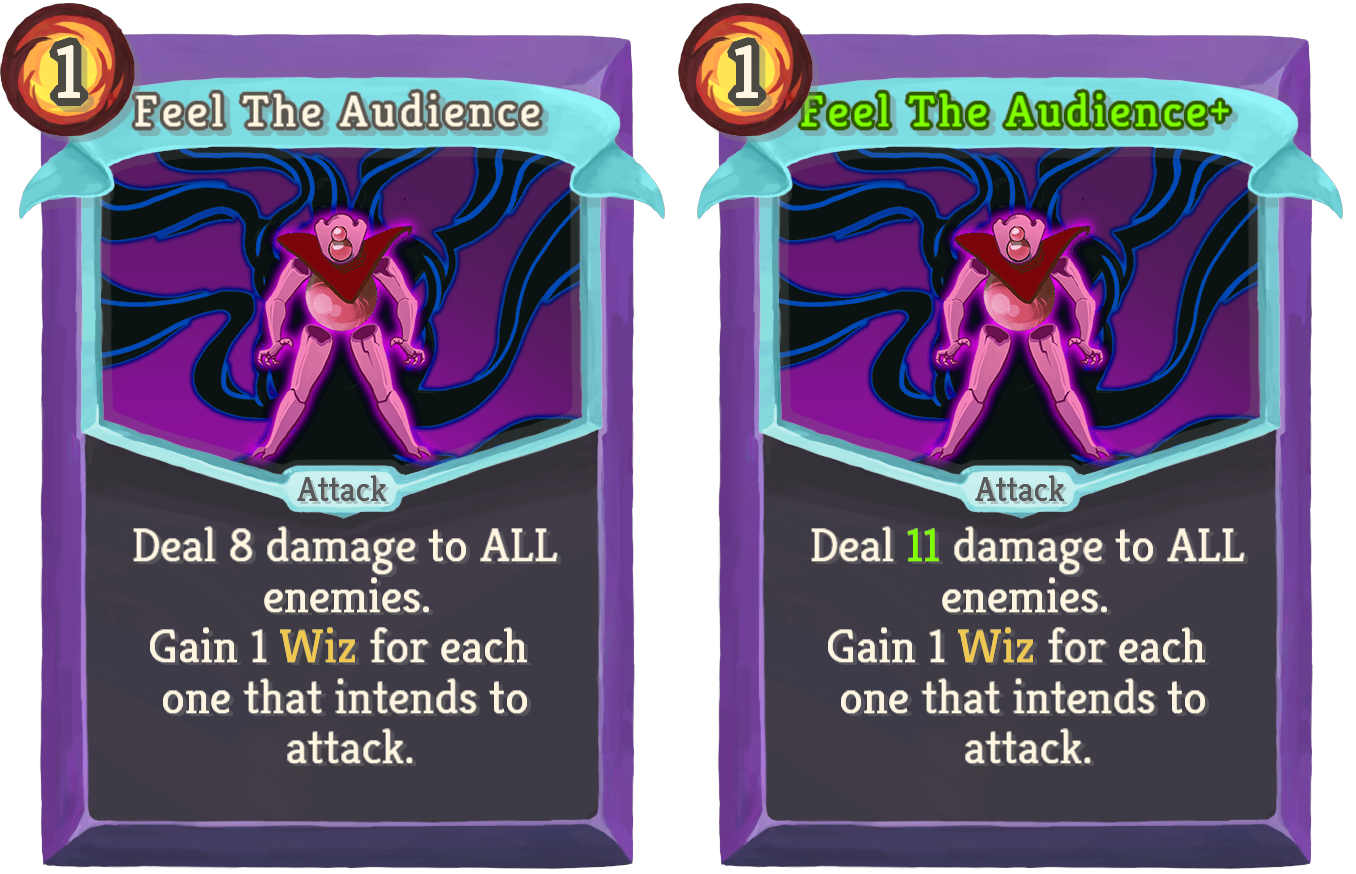 1
Feel The Audience
Attack
Deal 8 damage to ALL
enemies.
Gain 1 Wiz for each
one that intends to
attack.
1
Feel The Audience+
Attack
Deal 11 damage to ALL
enemies.
Gain 1 Wiz for each
one that intends to
attack.